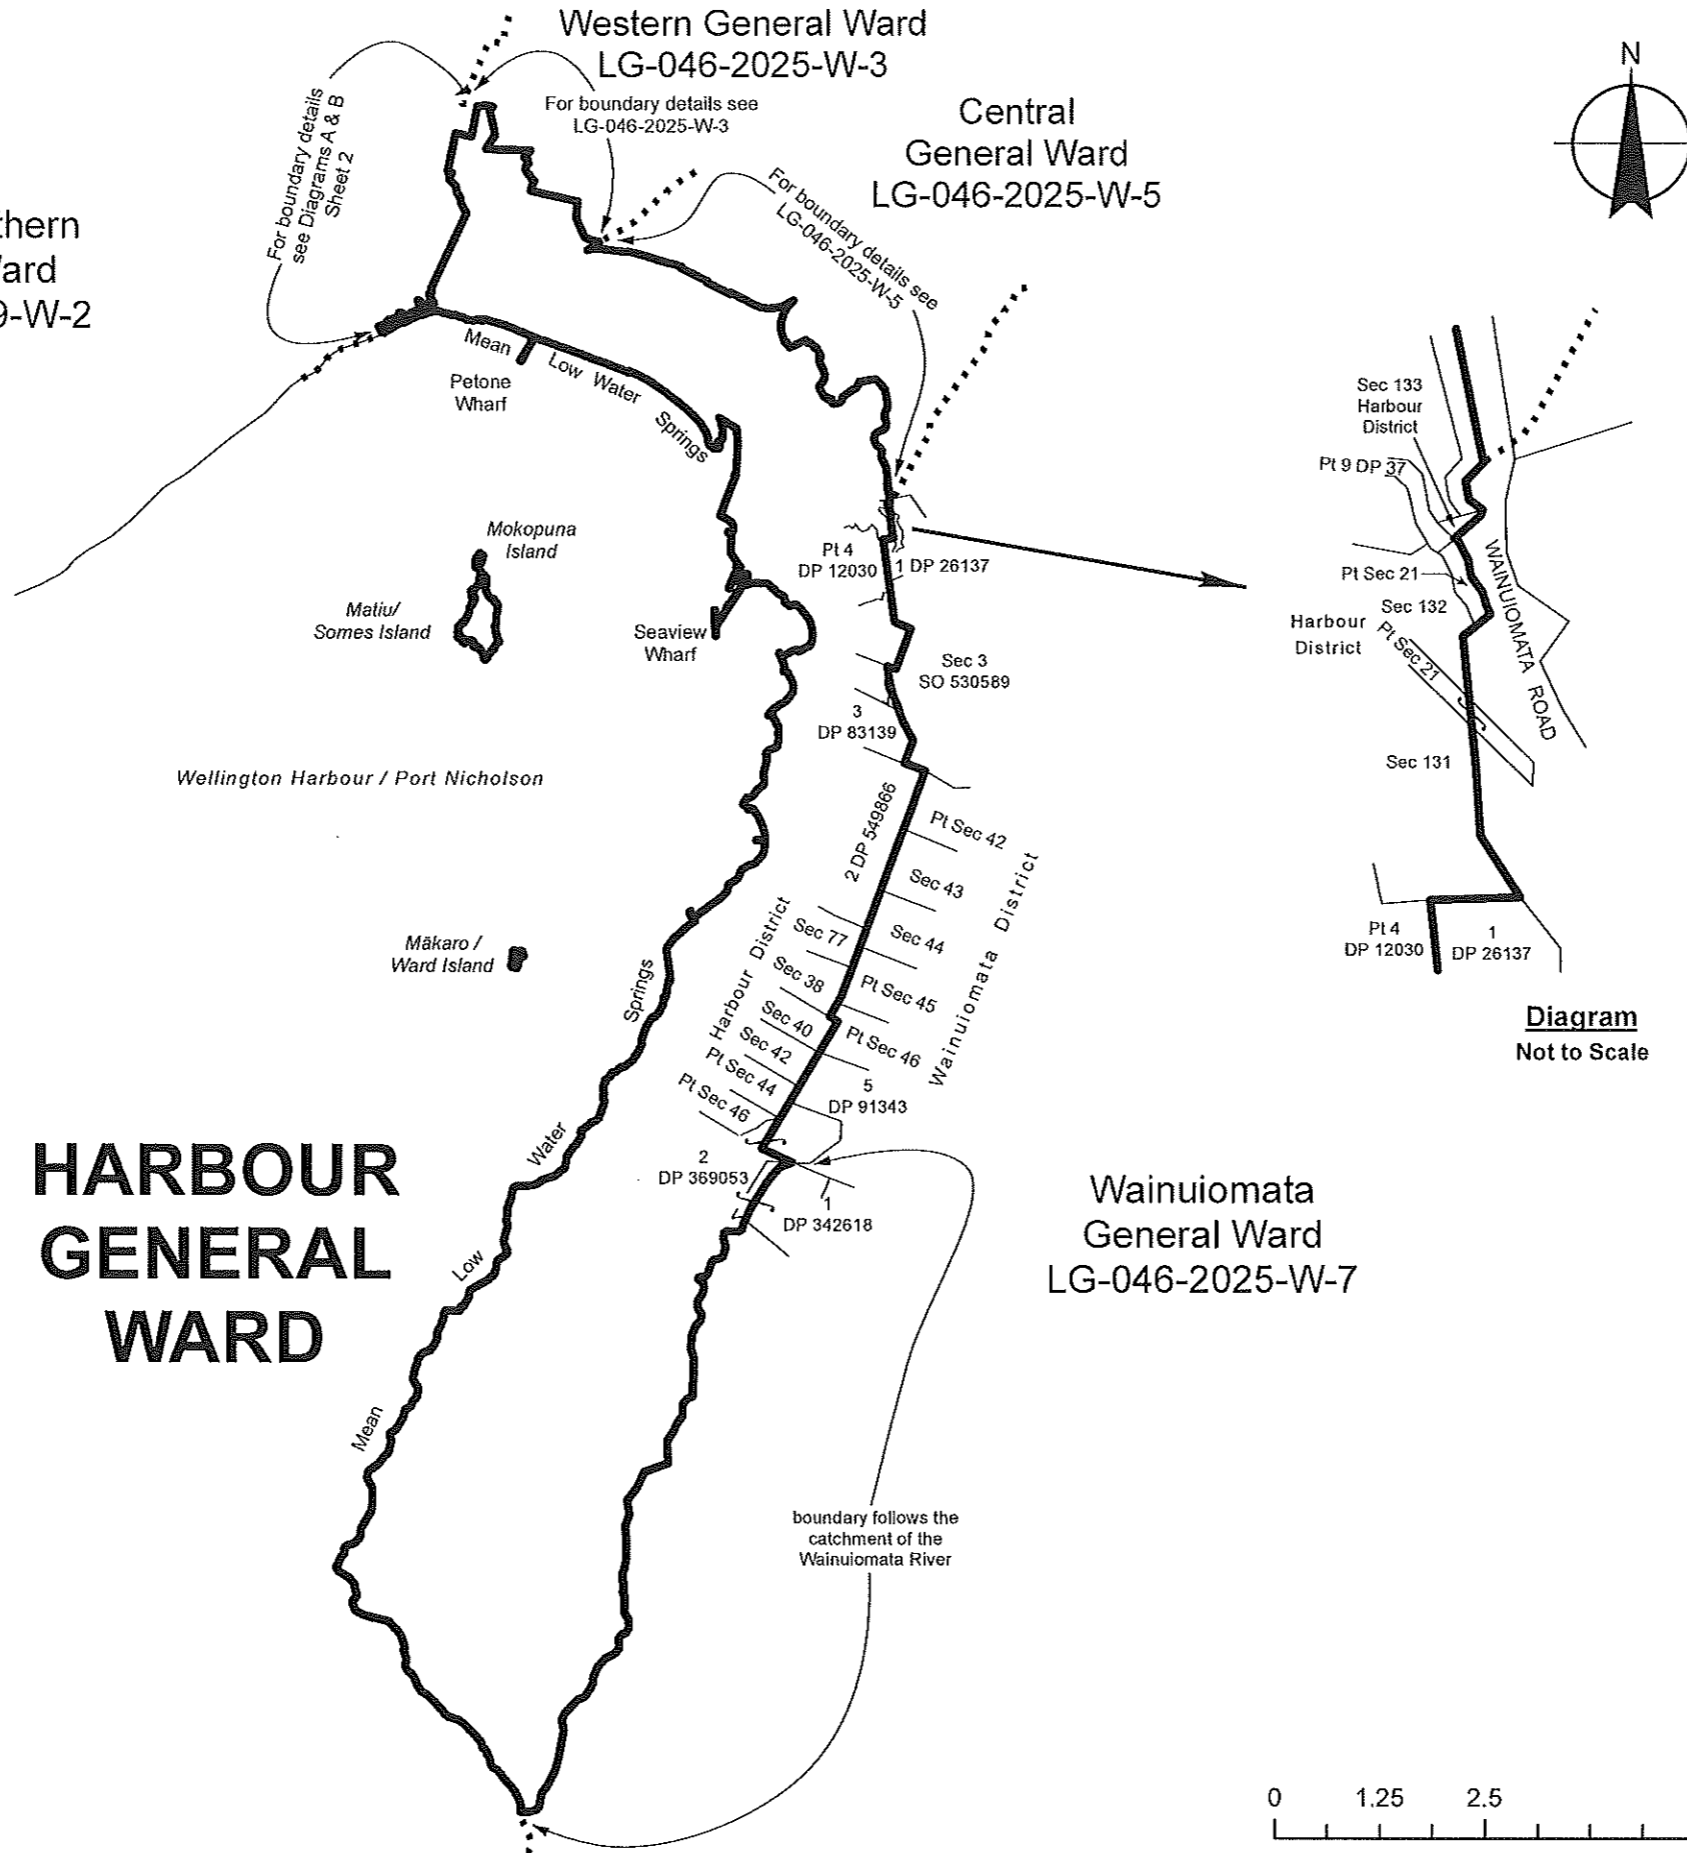 Western General Ward
LG-046-2025-W-3
For boundary details see
LG-046-2025-W-3
Central
General Ward
LG-046-2025-W-5
N
For boundary details
see Diagrams A & B
Sheet 2
For boundary details see
LG-046-2025-W-5
thern
ard
9-W-2
Mean
Low
Water
Springs
Petone
Wharf
Mokopuna
Island
Matiu/
Somes Island
Seaview
Wharf
Pt 4
DP 12030
1 DP 26137
Sec 3
SO 530589
3
DP 83139
Wellington Harbour / Port Nicholson
2 DP 549866
Pt Sec 42
Sec 43
Sec 44
Pt Sec 45
Pt Sec 46
Wainuiomata District
Harbour District
Sec 77
Sec 38
Sec 40
Sec 42
Pt Sec 44
Pt Sec 46
5
DP 91343
2
DP 369053
1
DP 342618
Mākaro /
Ward Island
Springs
Water
Low
Mean
HARBOUR
GENERAL
WARD
Wainuiomata
General Ward
LG-046-2025-W-7
boundary follows the
catchment of the
Wainuiomata River
Sec 133
Harbour
District
Pt 9 DP 37
Pt Sec 21
Sec 132
Harbour
District
Pt Sec 21
WAINUIOMATA ROAD
Sec 131
Pt 4
DP 12030
1
DP 26137
Diagram
Not to Scale
0 1.25 2.5